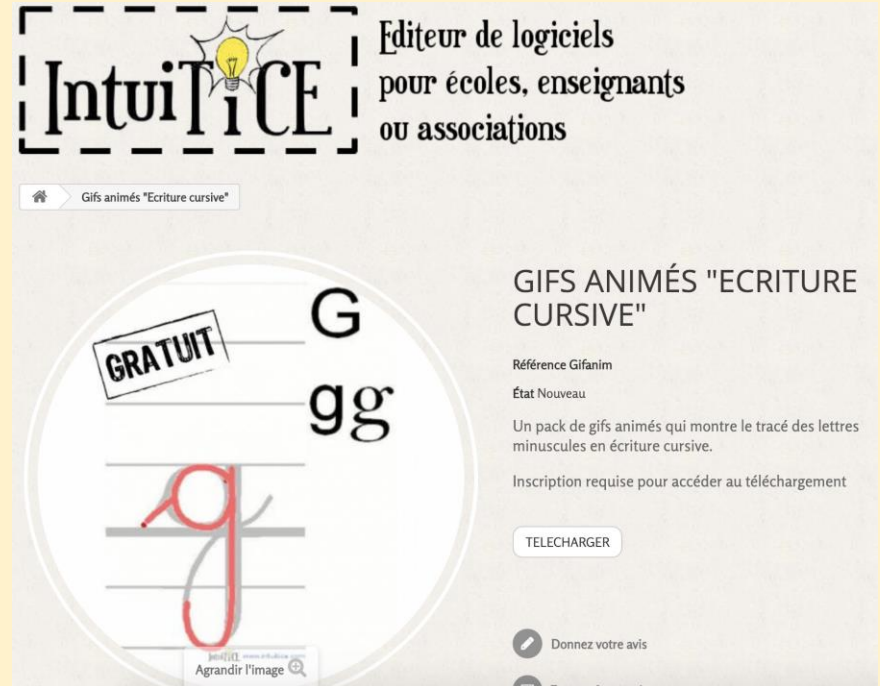 IntuiTiCE
Editeur de logiciels
pour écoles, enseignants
ou associations
Gifs animés "Ecriture cursive"
GRATUIT
G
g g
g
Agrandir l'image
GIFS ANIMÉS "ECRITURE
CURSIVE"
Référence Gifanim
État Nouveau
Un pack de gifs animés qui montre le tracé des lettres
minuscules en écriture cursive.
Inscription requise pour accéder au téléchargement
TELECHARGER
Donnez votre avis